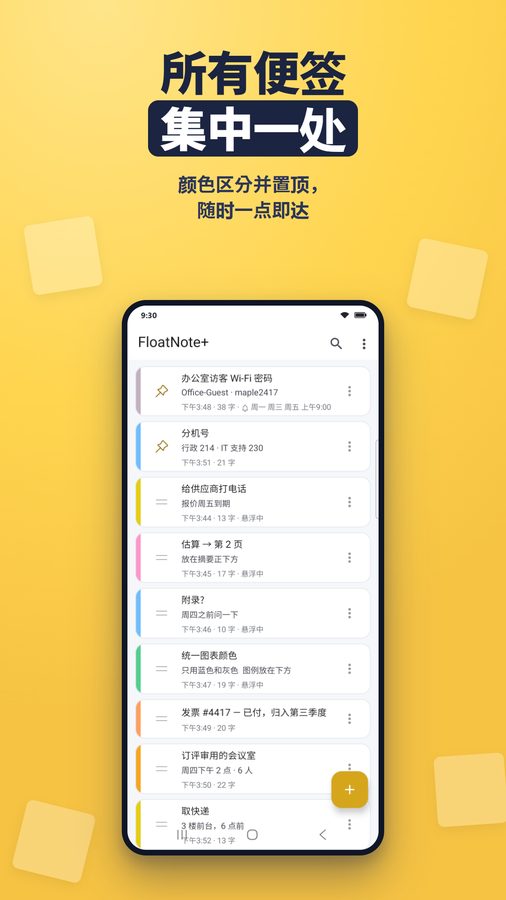 所有便签
集中一处
颜色区分并置顶，
随时一点即达
9:30
FloatNote+
办公室访客 Wi-Fi 密码
Office-Guest · maple2417
下午3:48 · 38 字 · 周一 周三 周五 上午9:00
分机号
行政 214 · IT 支持 230
下午3:51 · 21 字
给供应商打电话
报价周五到期
下午3:44 · 13 字 · 悬浮中
估算 → 第 2 页
放在摘要正下方
下午3:45 · 17 字 · 悬浮中
附录?
周四之前问一下
下午3:46 · 10 字 · 悬浮中
统一图表颜色
只用蓝色和灰色 图例放在下方
下午3:47 · 19 字 · 悬浮中
发票 #4417 — 已付，归入第三季度
下午3:49 · 20 字
订评审用的会议室
周四下午 2 点 · 6 人
下午3:50 · 22 字
取快递
3 楼前台，6 点前
下午3:52 · 13 字